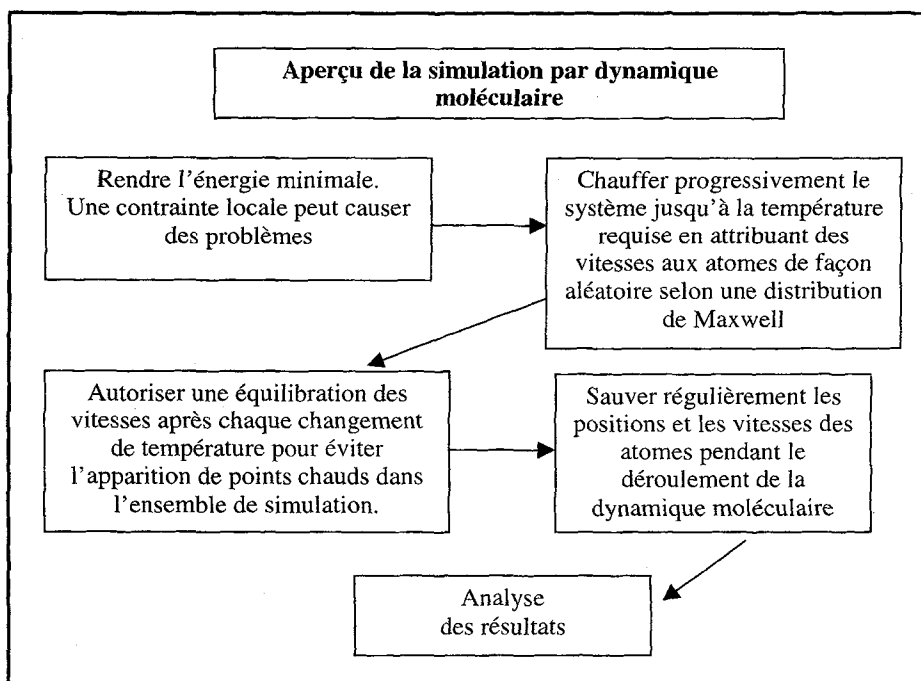 Aperçu de la simulation par dynamique
moléculaire
Rendre l'énergie minimale.
Une contrainte locale peut causer
des problèmes
Chauffer progressivement le
système jusqu'à la température
requise en attribuant des
vitesses aux atomes de façon
aléatoire selon une distribution
de Maxwell
Autoriser une équilibration des
vitesses après chaque changement
de température pour éviter
l'apparition de points chauds dans
l'ensemble de simulation.
Sauver régulièrement les
positions et les vitesses des
atomes pendant le
déroulement de la
dynamique moléculaire
Analyse
des résultats